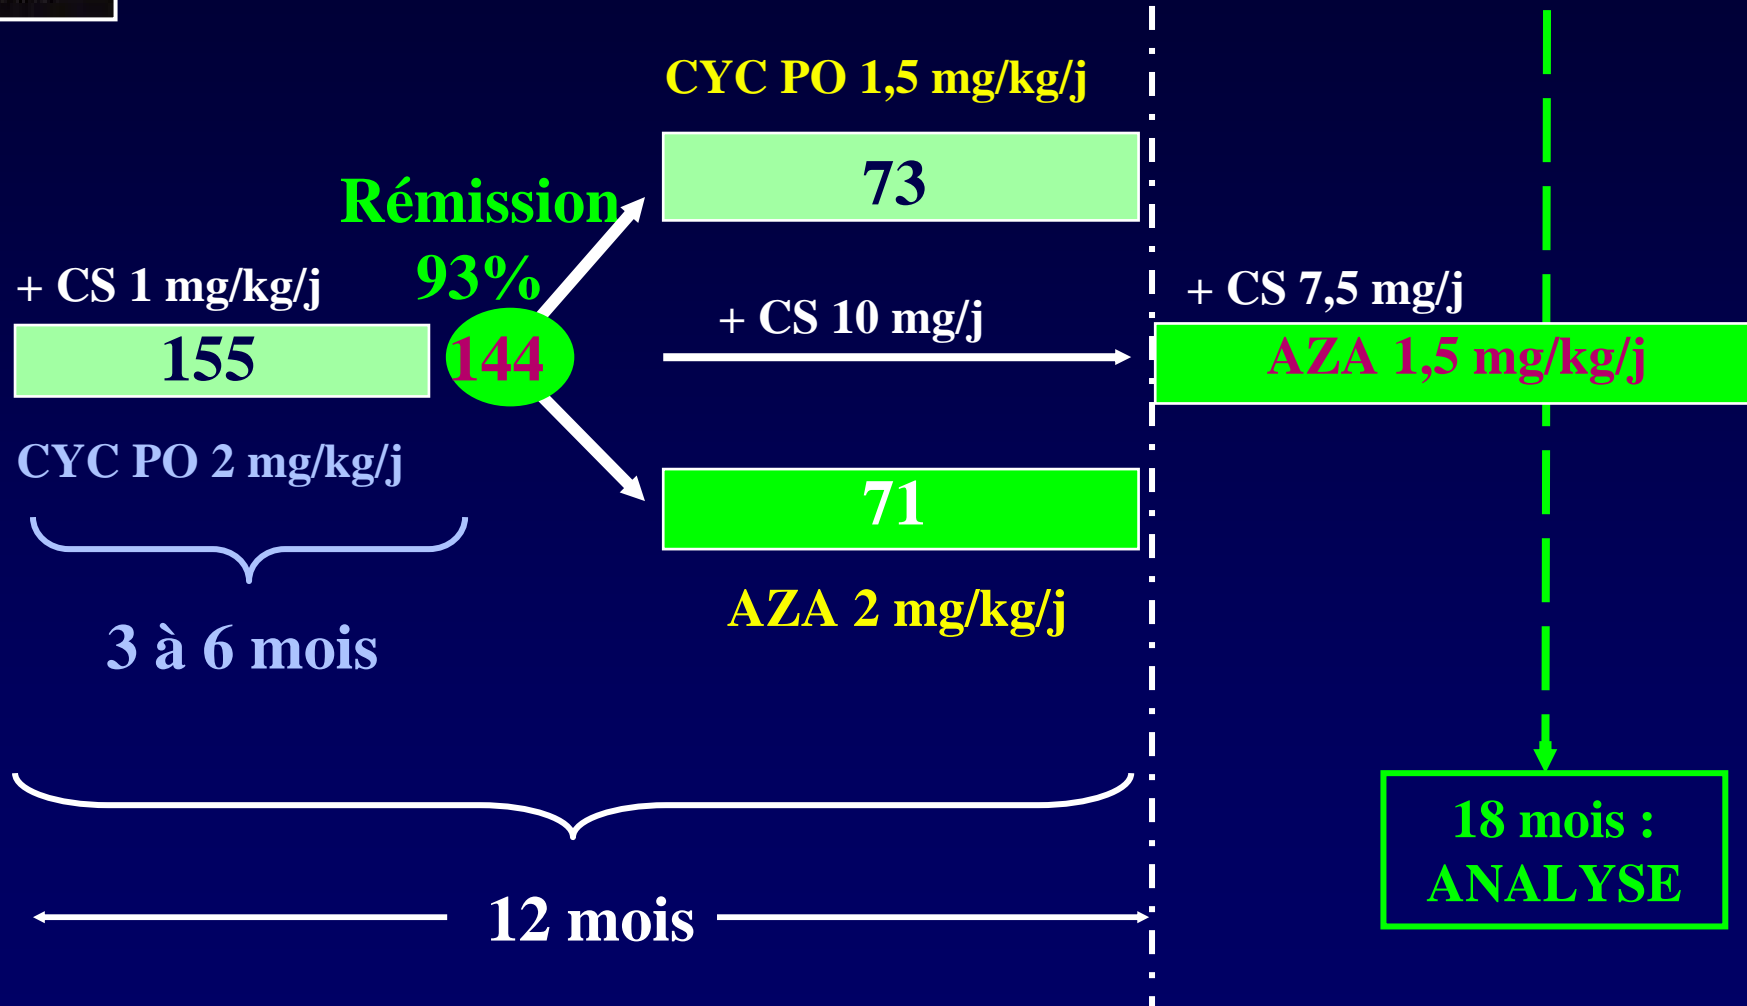 CYC PO 1,5 mg/kg/j
73
Rémission
93%
+ CS 1 mg/kg/j
155
144
CYC PO 2 mg/kg/j
3 à 6 mois
+ CS 10 mg/j
71
AZA 2 mg/kg/j
+ CS 7,5 mg/j
AZA 1,5 mg/kg/j
12 mois
18 mois :
ANALYSE